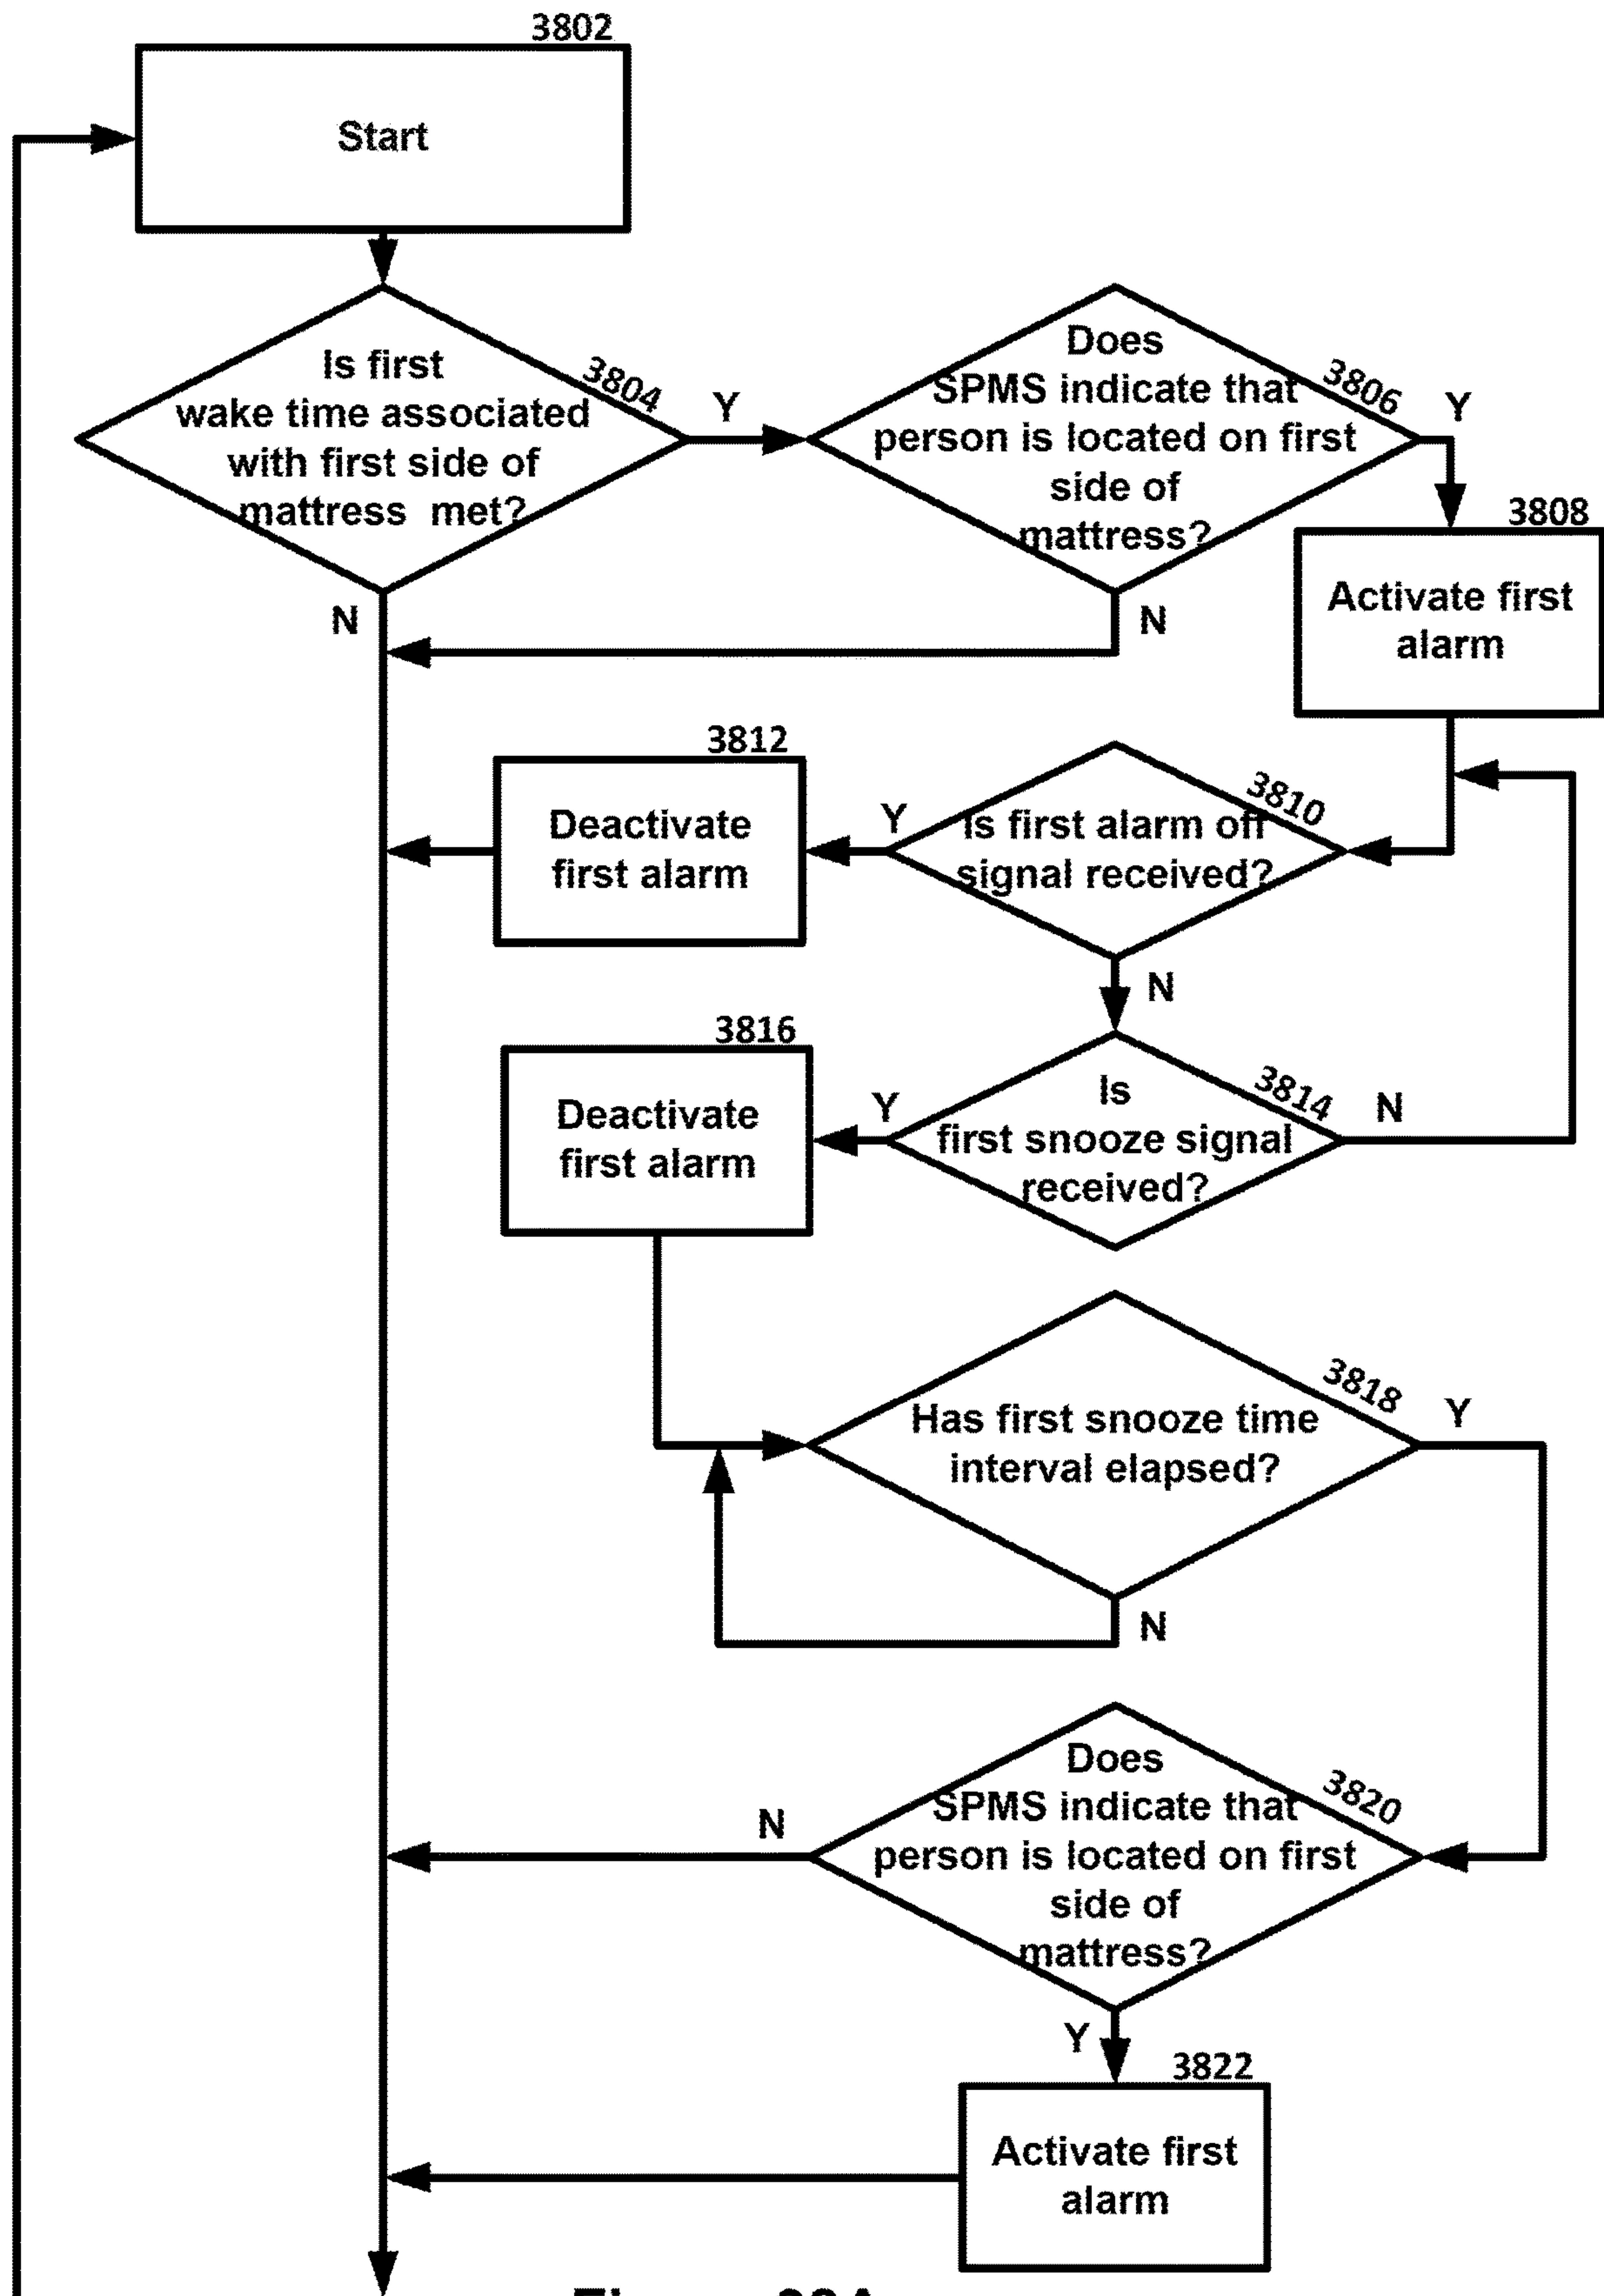 3802
Start
Is first
wake time associated
with first side of
mattress met?
3804
Y
N
Does
SPMS indicate that
person is located on first
side of
mattress?
3806
Y
N
3808
Activate first
alarm
3812
Deactivate
first alarm
Y
Is first alarm off
signal received?
3810
N
3816
Deactivate
first alarm
Y
Is
first snooze signal
received?
3814
N
Has first snooze time
interval elapsed?
3818
Y
N
Does
SPMS indicate that
person is located on first
side of
mattress?
3820
N
Y
3822
Activate first
alarm